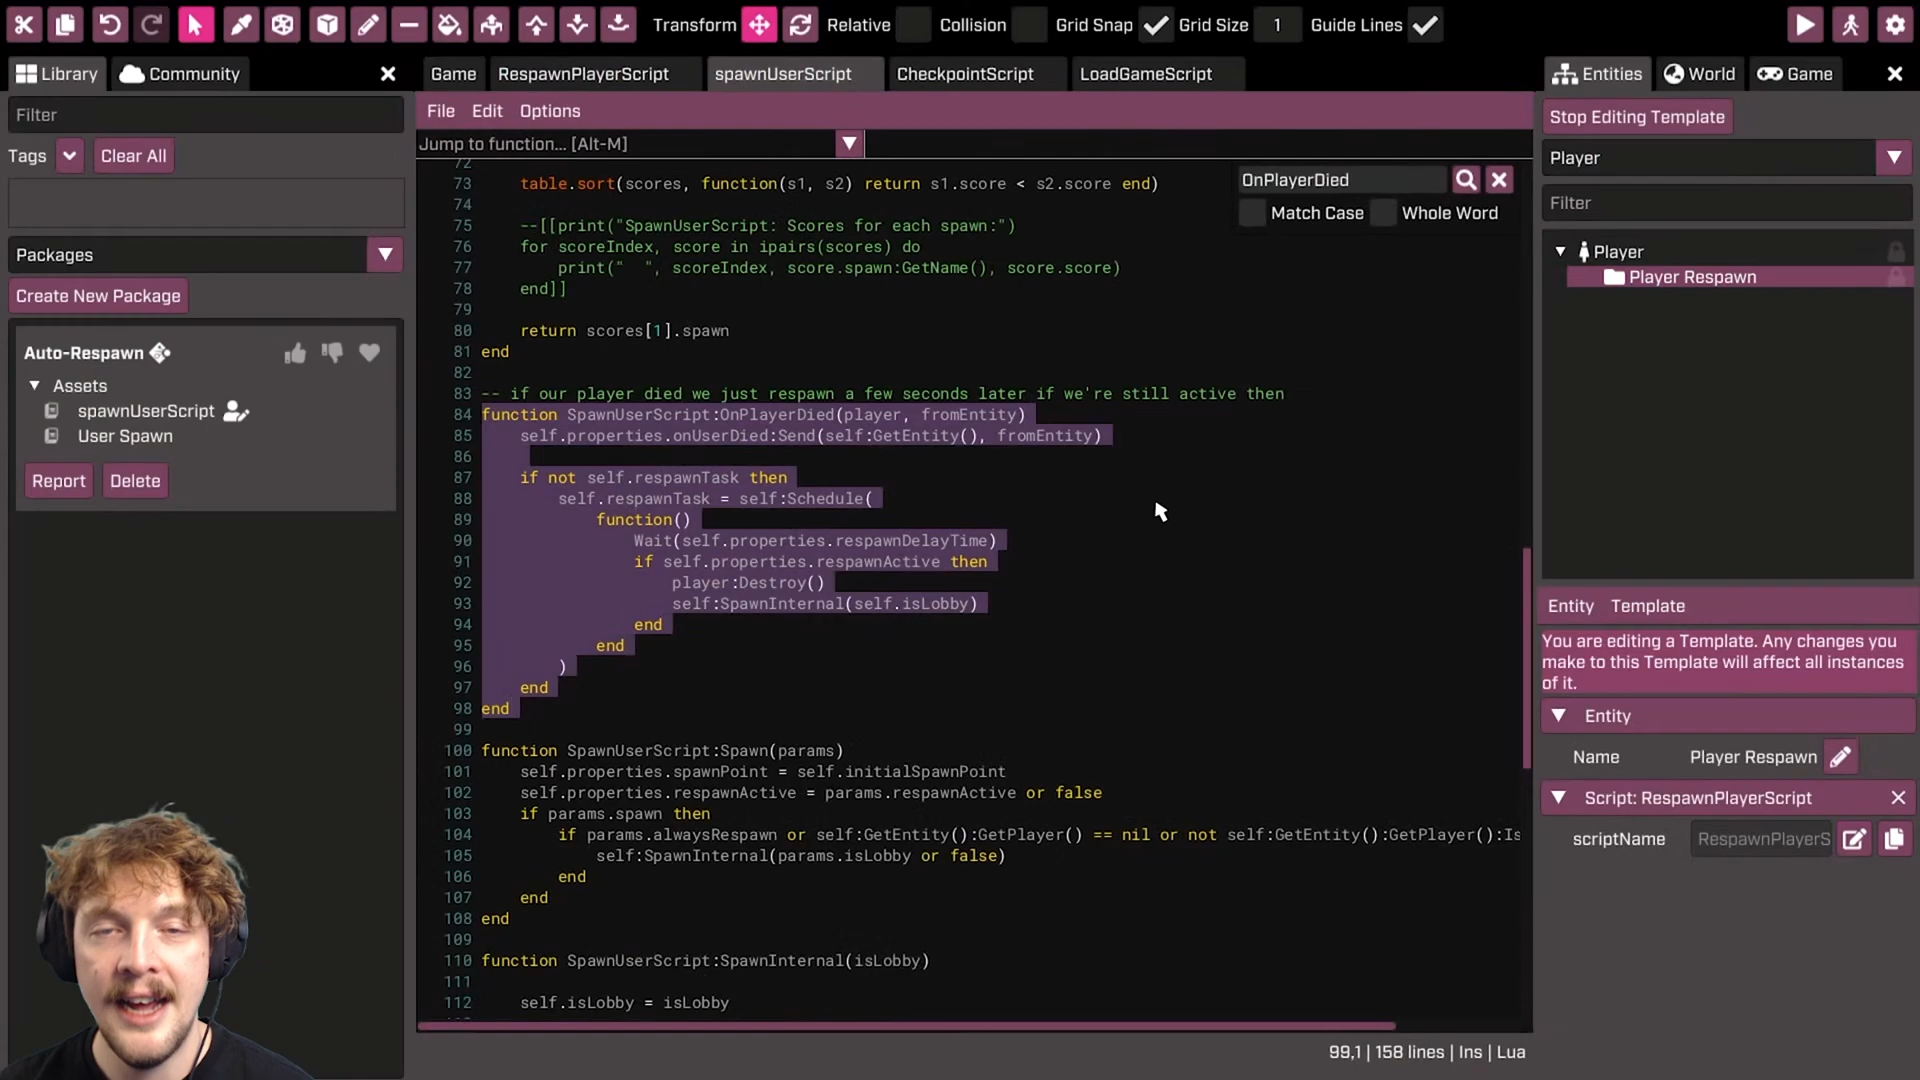 Transform
Relative
Collision
Grid Snap
Grid Size
1
Guide Lines
Library
Community
Game
RespawnPlayerScript
spawnUserScript
CheckpointScript
LoadGameScript
Entities
World
Game
Filter
Tags
Clear All
Packages
Create New Package
Auto-Respawn
Assets
spawnUserScript
User Spawn
Report
Delete
File
Edit
Options
Jump to function... [Alt-M]
OnPlayerDied
Match Case
Whole Word
72
73 table.sort(scores, function(s1, s2) return s1.score < s2.score end)
74
75 --[[print("SpawnUserScript: Scores for each spawn:")
76 for scoreIndex, score in ipairs(scores) do
77 print("  ", scoreIndex, score.spawn:GetName(), score.score)
78 end]]
79
80 return scores[1].spawn
81 end
82
83 -- if our player died we just respawn a few seconds later if we're still active then
84 function SpawnUserScript:OnPlayerDied(player, fromEntity)
85 self.properties.onUserDied:Send(self:GetEntity(), fromEntity)
86
87 if not self.respawnTask then
88 self.respawnTask = self:Schedule(
89 function()
90 Wait(self.properties.respawnDelayTime)
91 if self.properties.respawnActive then
92 player:Destroy()
93 self:SpawnInternal(self.isLobby)
94 end
95 end
96 )
97 end
98 end
99
100 function SpawnUserScript:Spawn(params)
101 self.properties.spawnPoint = self.initialSpawnPoint
102 self.properties.respawnActive = params.respawnActive or false
103 if params.spawn then
104 if params.alwaysRespawn or self:GetEntity():GetPlayer() == nil or not self:GetEntity():GetPlayer():Is
105 self:SpawnInternal(params.isLobby or false)
106 end
107 end
108 end
109
110 function SpawnUserScript:SpawnInternal(isLobby)
111
112 self.isLobby = isLobby
99,1 | 158 lines | Ins | Lua
Stop Editing Template
Player
Filter
Player
Player Respawn
Entity
Template
You are editing a Template. Any changes you
make to this Template will affect all instances
of it.
Entity
Name
Player Respawn
Script: RespawnPlayerScript
scriptName
RespawnPlayerS